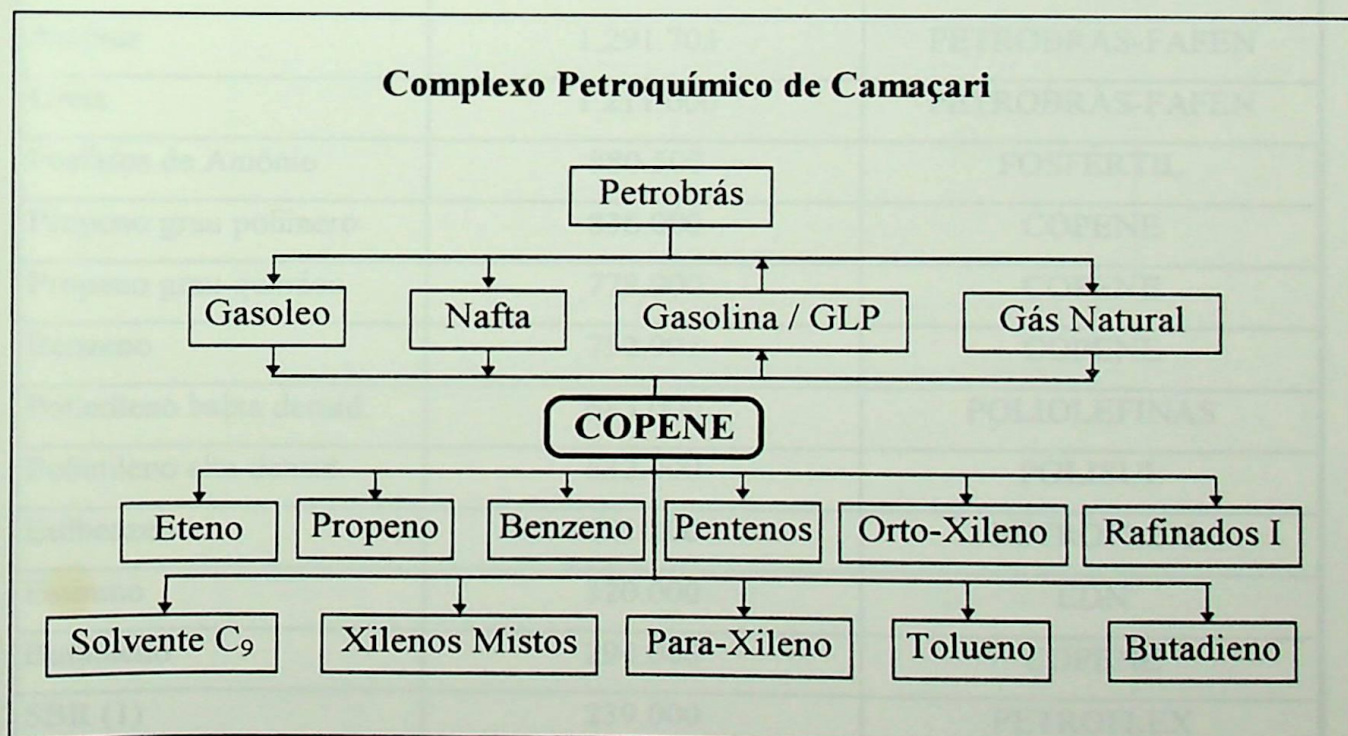 Complexo Petroquímico de Camaçari
Petrobrás
Gasoleo Nafta Gasolina / GLP Gás Natural
COPENE
Eteno Propeno Benzeno Pentenos Orto-Xileno Rafinados I
Solvente C₉ Xilenos Mistos Para-Xileno Tolueno Butadieno